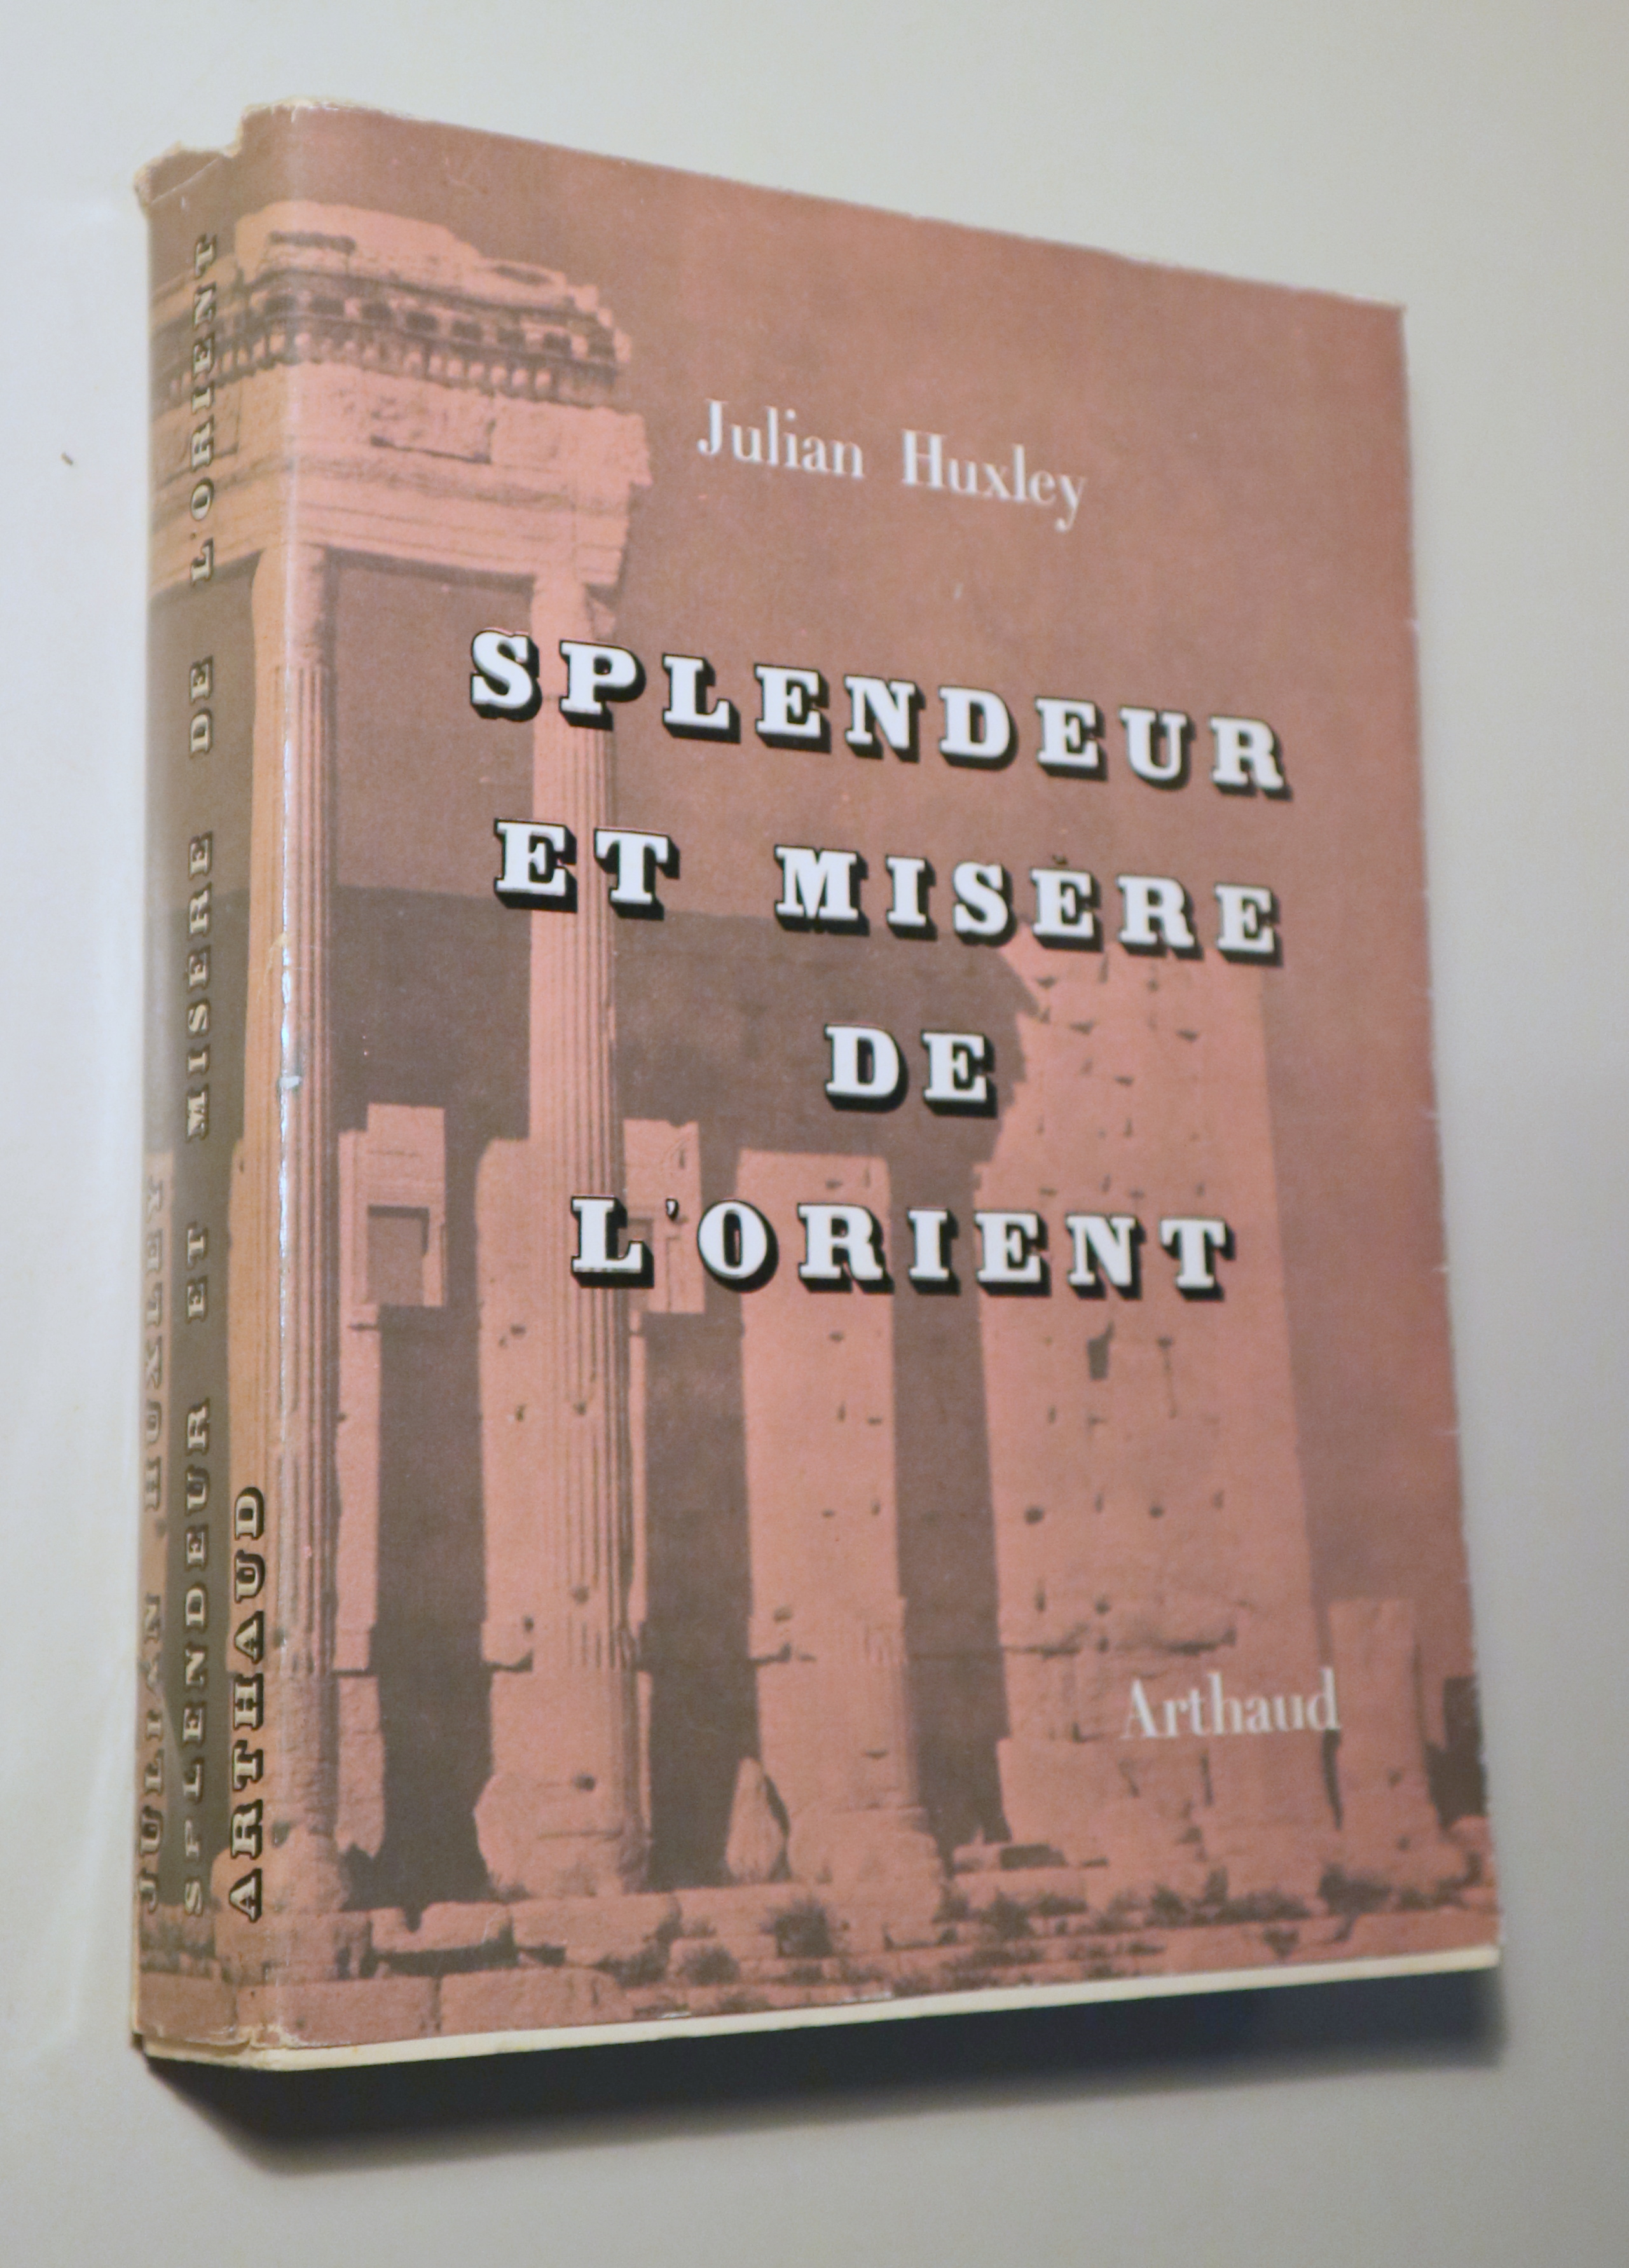 Julian Huxley
SPLENDEUR
ET MISÈRE
DE
L'ORIENT
Arthaud
JULIAN HUXLEY
SPLENDEUR ET MISÈRE DE L'ORIENT
ARTHAUD